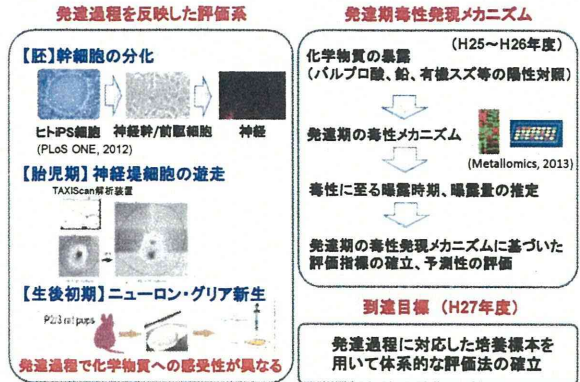 発達過程を反映した評価系
【胚】幹細胞の分化
ヒトiPS細胞 神経幹/前駆細胞 神経
(PLoS ONE, 2012)
【胎児期】神経堤細胞の遊走
TAXIScan解析装置
【生後初期】ニューロン・グリア新生
P2/3 rat pups
発達過程で化学物質への感受性が異なる
発達期毒性発現メカニズム
(H25～H26年度)
化学物質の暴露
(バルプロ酸、鉛、有機スズ等の陽性対照)
発達期の毒性メカニズム
(Metallomics, 2013)
毒性に至る曝露時期、曝露量の推定
発達期の毒性発現メカニズムに基づいた
評価指標の確立、予測性の評価
到達目標 (H27年度)
発達過程に対応した培養標本を
用いて体系的な評価法の確立